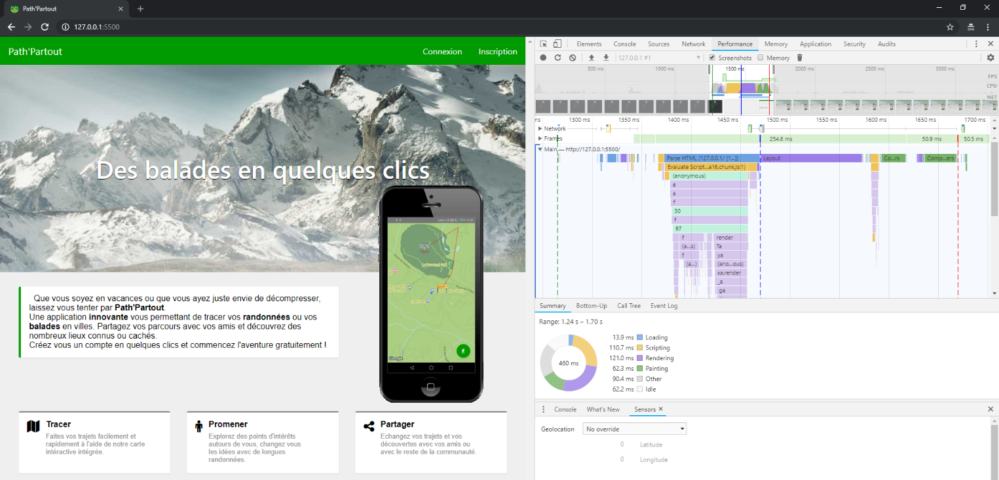 Path'Partout
127.0.0.1:5500
Path'Partout
Connexion
Inscription
Des balades en quelques clics
Google
Que vous soyez en vacances ou que vous ayez juste envie de décompresser,
laissez vous tenter par Path'Partout.
Une application innovante vous permettant de tracer vos randonnées ou vos
balades en villes. Partagez vos parcours avec vos amis et découvrez des
nombreux lieux connus ou cachés.
Créez vous un compte en quelques clics et commencez l'aventure gratuitement !
Tracer
Faites vos trajets facilement et
rapidement à l'aide de notre carte
intéractive intégrée.
Promener
Explorez des points d'intérêts
autours de vous, changez vous
les idées avec de longues
randonnées.
Partager
Echangez vos trajets et vos
découvertes avec vos amis ou
avec le reste de la communauté.
Elements Console Sources Network Performance Memory Application Security Audits
127.0.0.1 #1 Screenshots Memory
500 ms 1000 ms 1500 ms 2000 ms 2500 ms 3000 ms
FPS
CPU
NET
ms 1300 ms 1350 ms 1400 ms 1450 ms 1500 ms 1550 ms 1600 ms 1650 ms 1700 ms
Network
Frames 254.6 ms 50.9 ms 50.5 ms
Main — http://127.0.0.1:5500/
Parse HTML (127.0.0.1/ [1...]) Layout Co...rs Comp...ers
Evaluate Script...a16.chunk.js:1)
(anonymous)
e
a
f
30
f
97
f render
(a...s) Ta
f ya
(a...) (ano...ous)
xa.render
_a
ga
Summary Bottom-Up Call Tree Event Log
Range: 1.24 s – 1.70 s
460 ms
13.9 ms Loading
110.7 ms Scripting
121.0 ms Rendering
62.3 ms Painting
90.4 ms Other
62.2 ms Idle
Console What's New Sensors
Geolocation No override
0 Latitude
0 Longitude